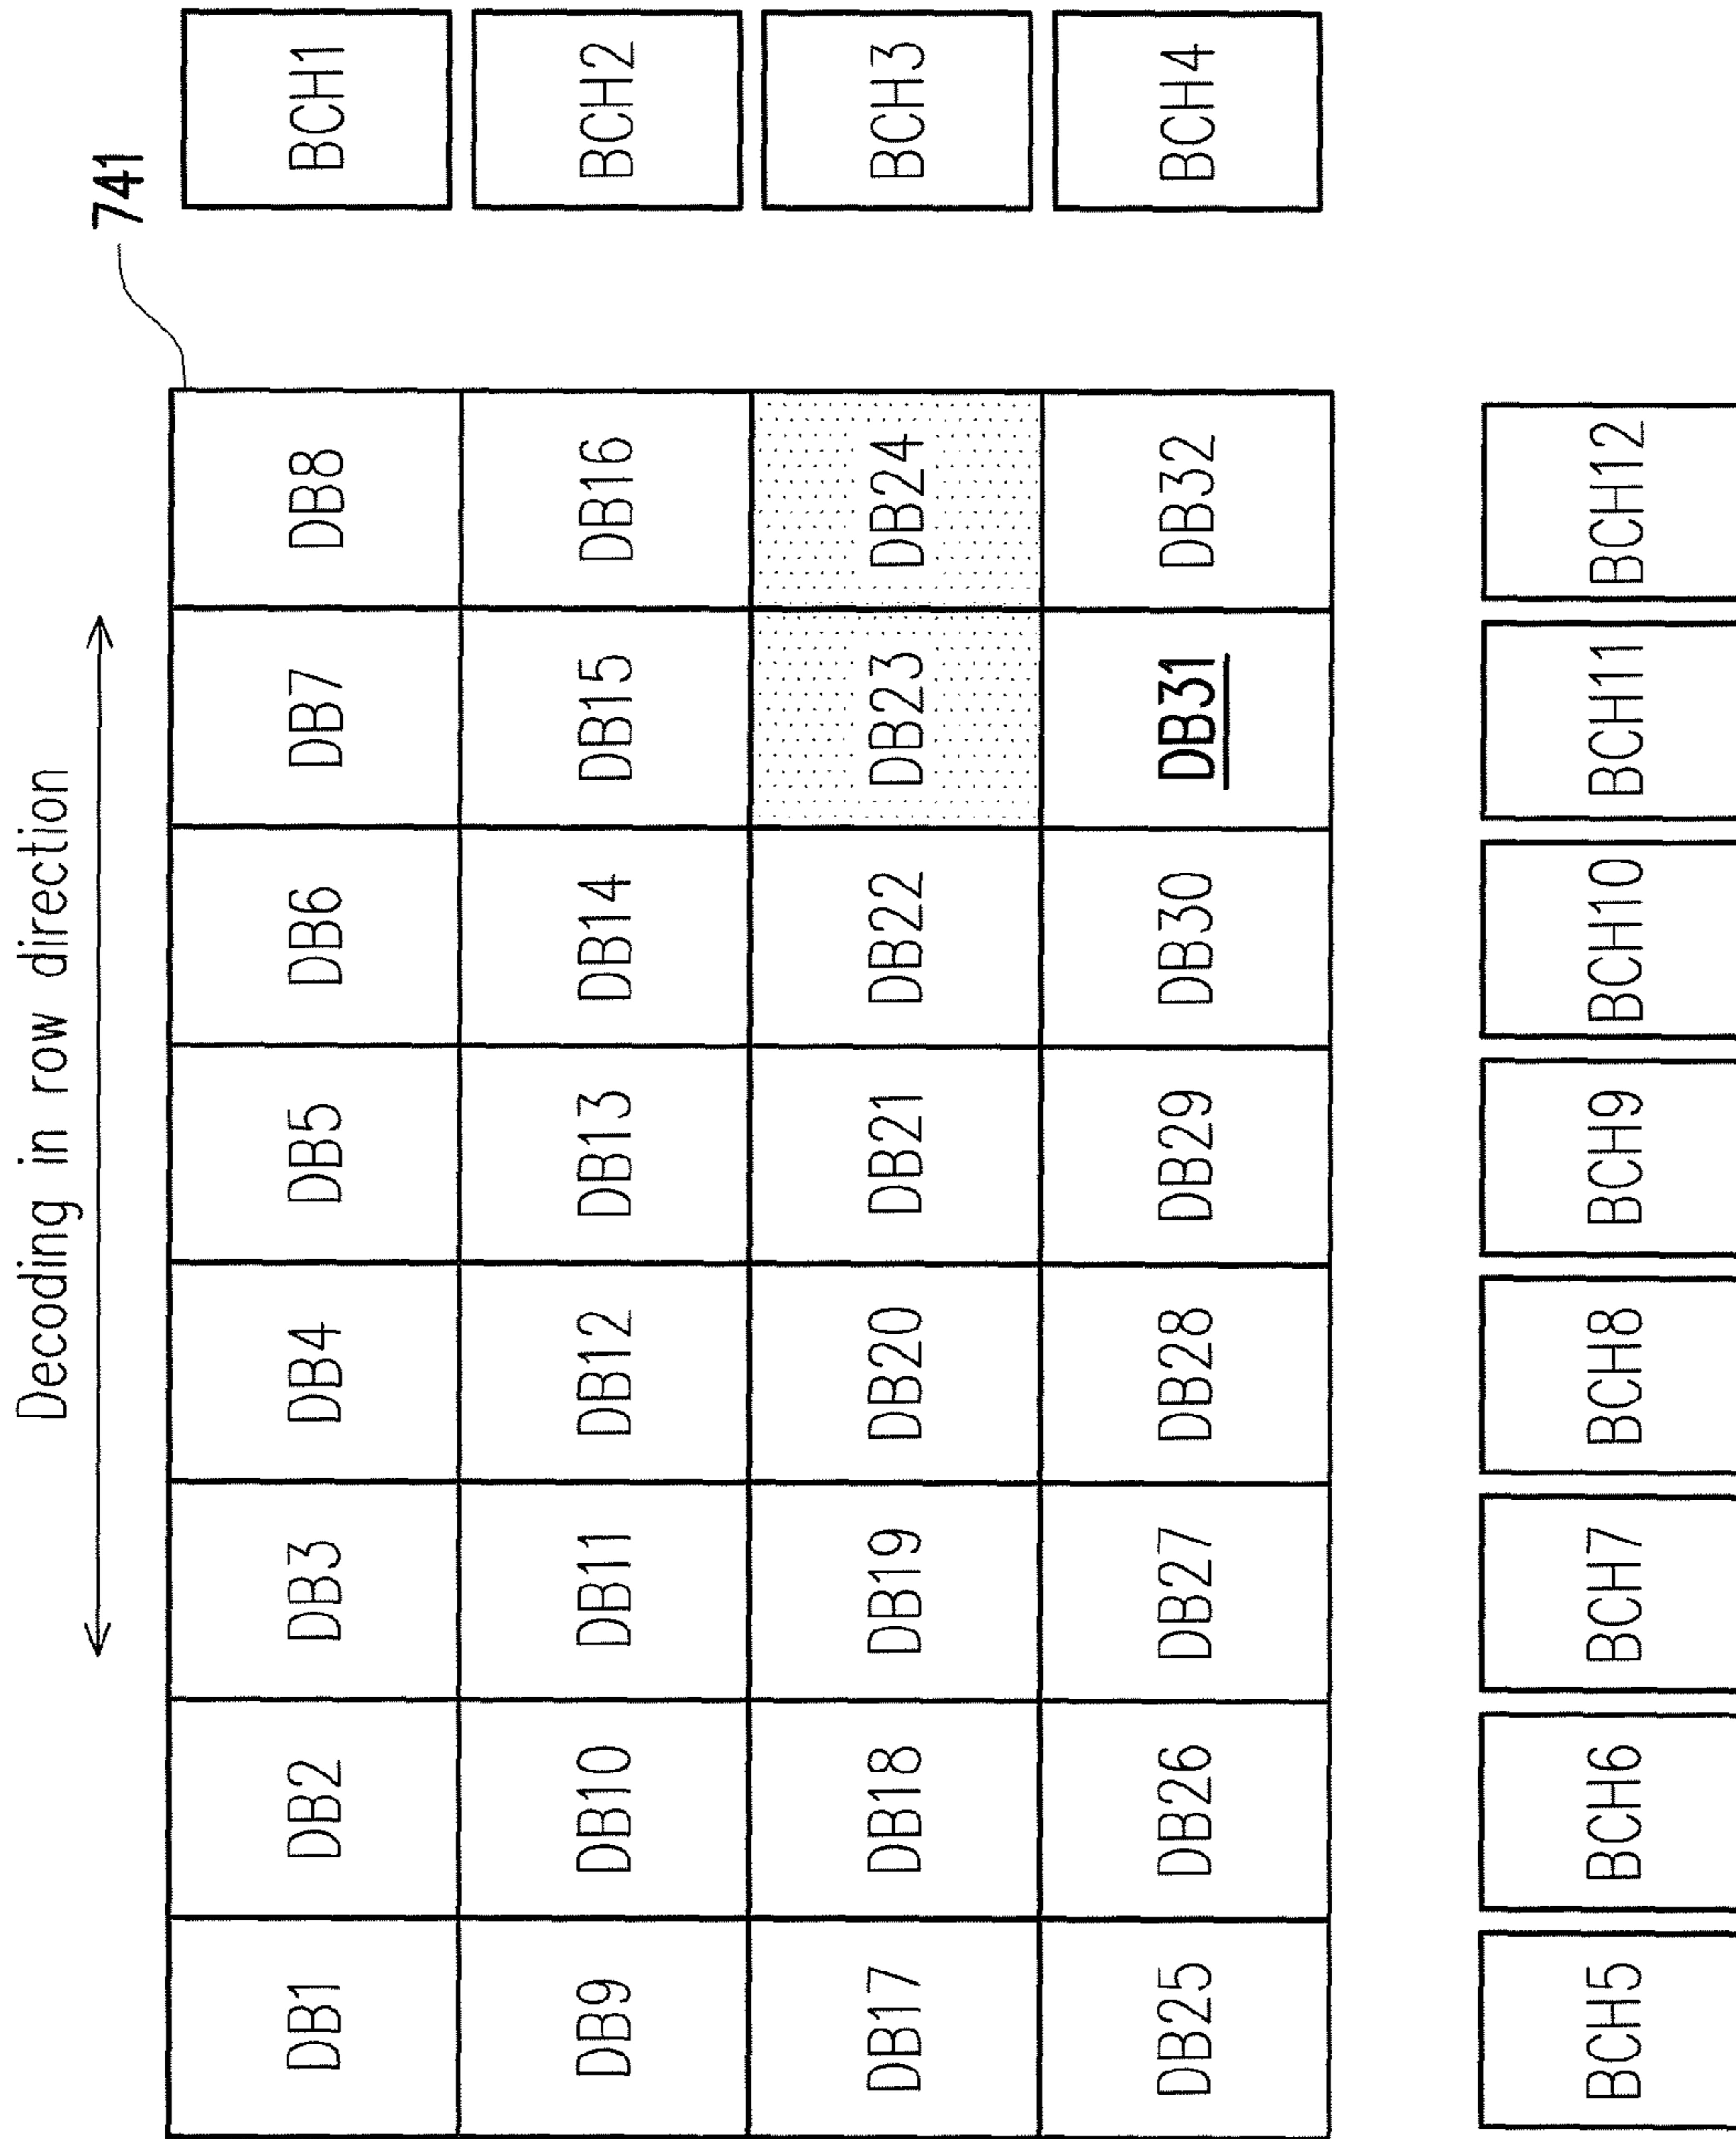 Decoding in row direction
741
DB1 DB2 DB3 DB4 DB5 DB6 DB7 DB8 BCH1
DB9 DB10 DB11 DB12 DB13 DB14 DB15 DB16 BCH2
DB17 DB18 DB19 DB20 DB21 DB22 DB23 DB24 BCH3
DB25 DB26 DB27 DB28 DB29 DB30 DB31 DB32 BCH4
BCH5 BCH6 BCH7 BCH8 BCH9 BCH10 BCH11 BCH12